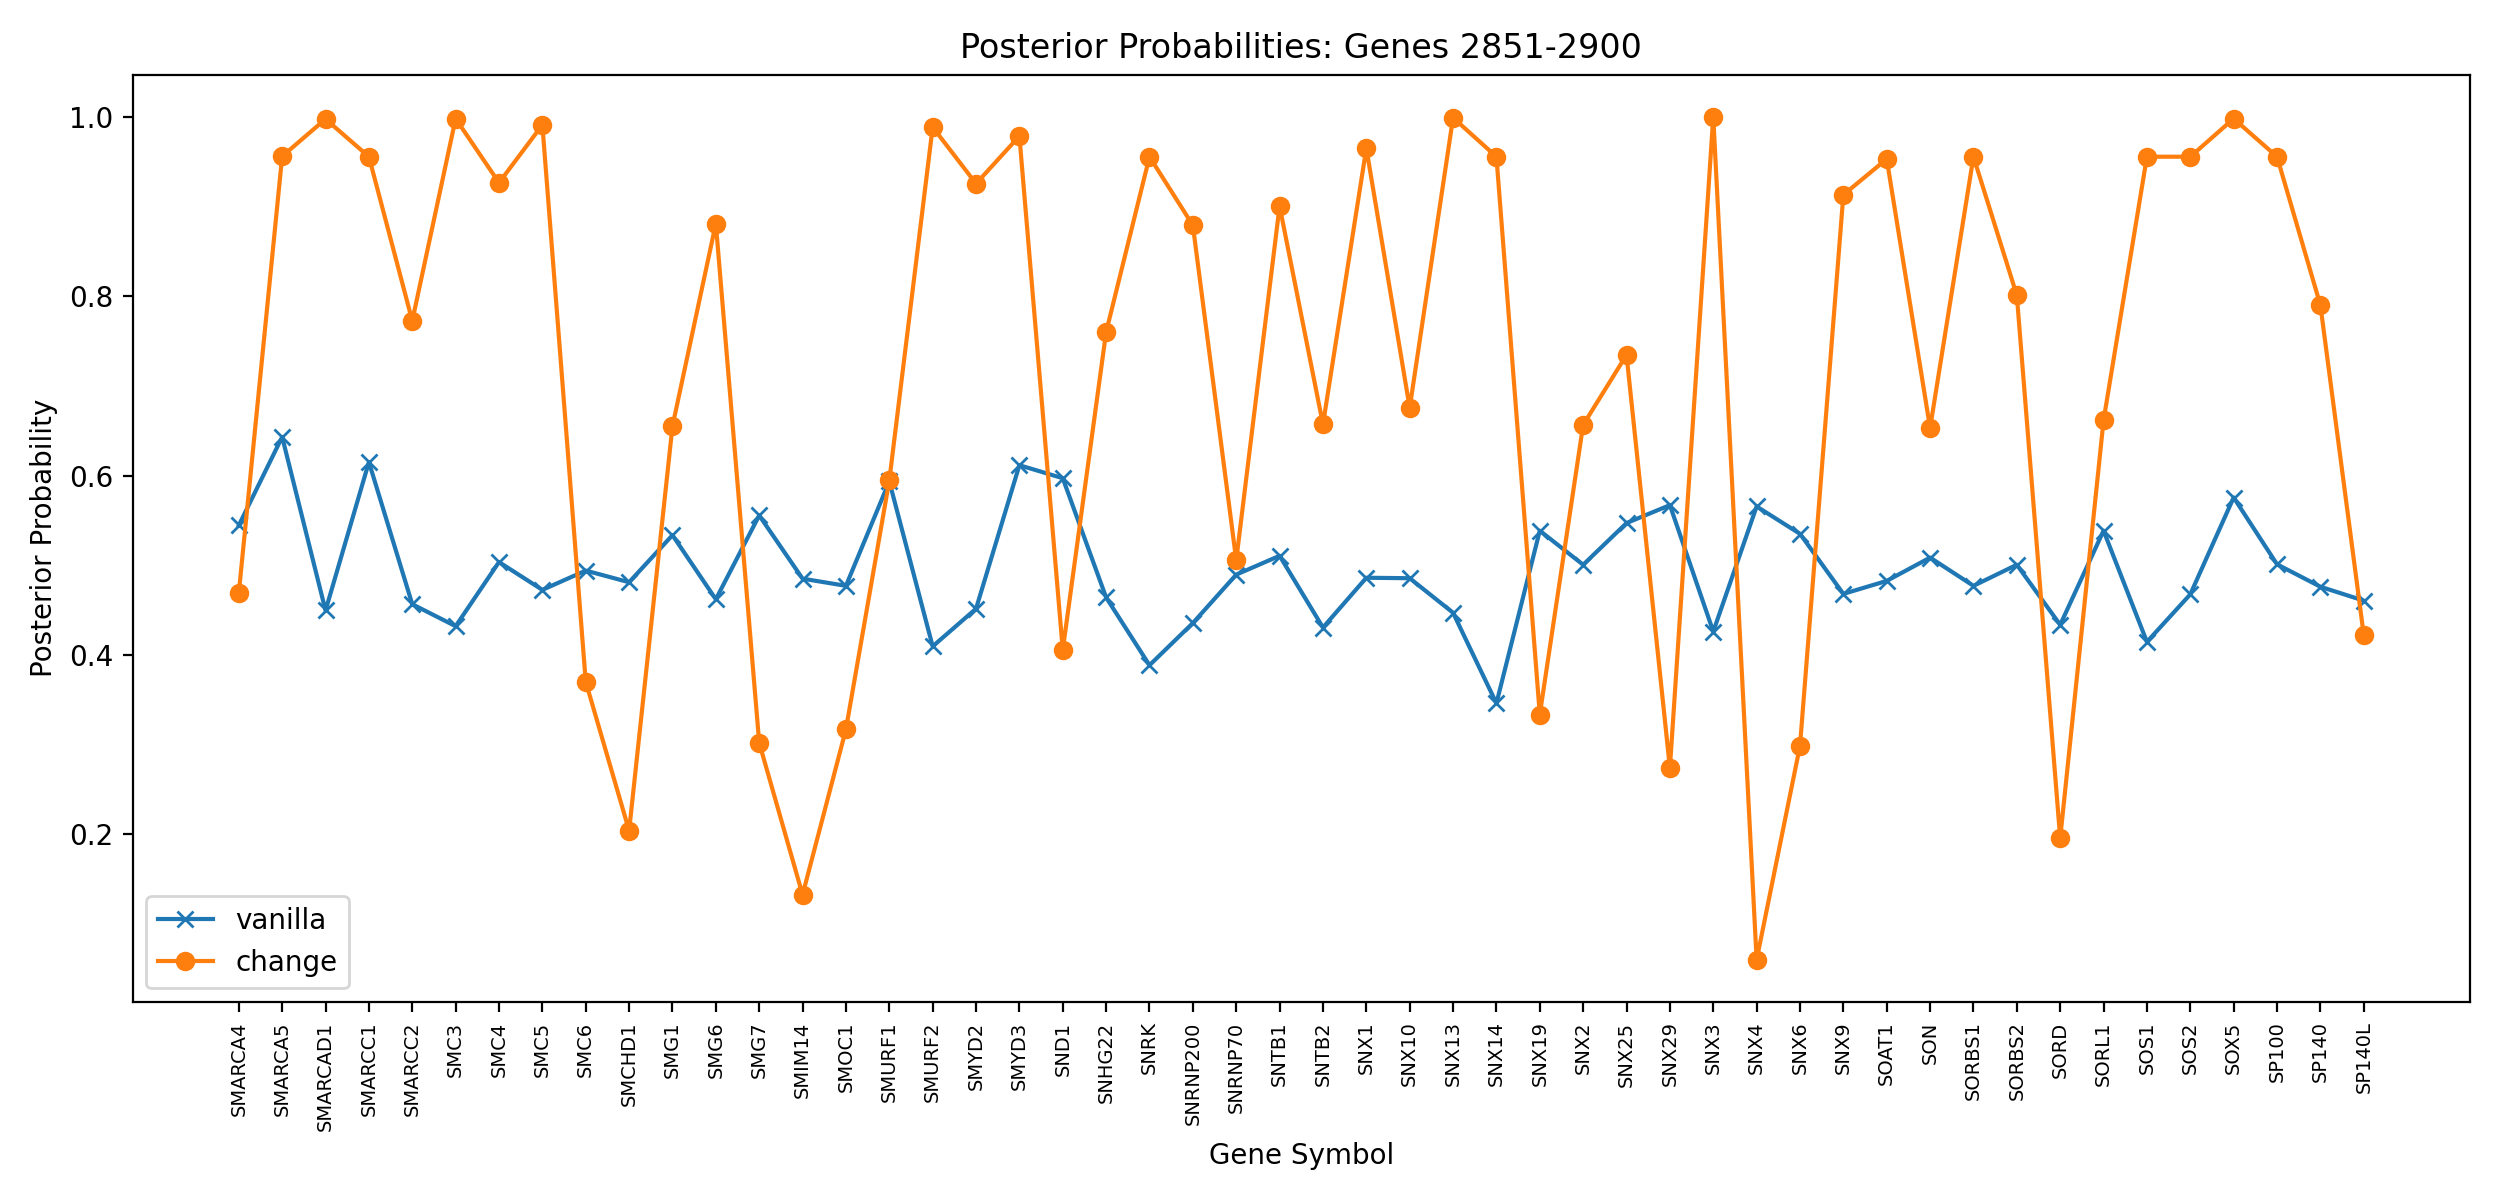 Posterior Probabilities: Genes 2851-2900
Posterior Probability
1.0
0.8
0.6
0.4
0.2
vanilla
change
SMARCA4
SMARCA5
SMARCAD1
SMARCC1
SMARCC2
SMC3
SMC4
SMC5
SMC6
SMCHD1
SMG1
SMG6
SMG7
SMIM14
SMOC1
SMURF1
SMURF2
SMYD2
SMYD3
SND1
SNHG22
SNRK
SNRNP200
SNRNP70
SNTB1
SNTB2
SNX1
SNX10
SNX13
SNX14
SNX19
SNX2
SNX25
SNX29
SNX3
SNX4
SNX6
SNX9
SOAT1
SON
SORBS1
SORBS2
SORD
SORL1
SOS1
SOS2
SOX5
SP100
SP140
SP140L
Gene Symbol